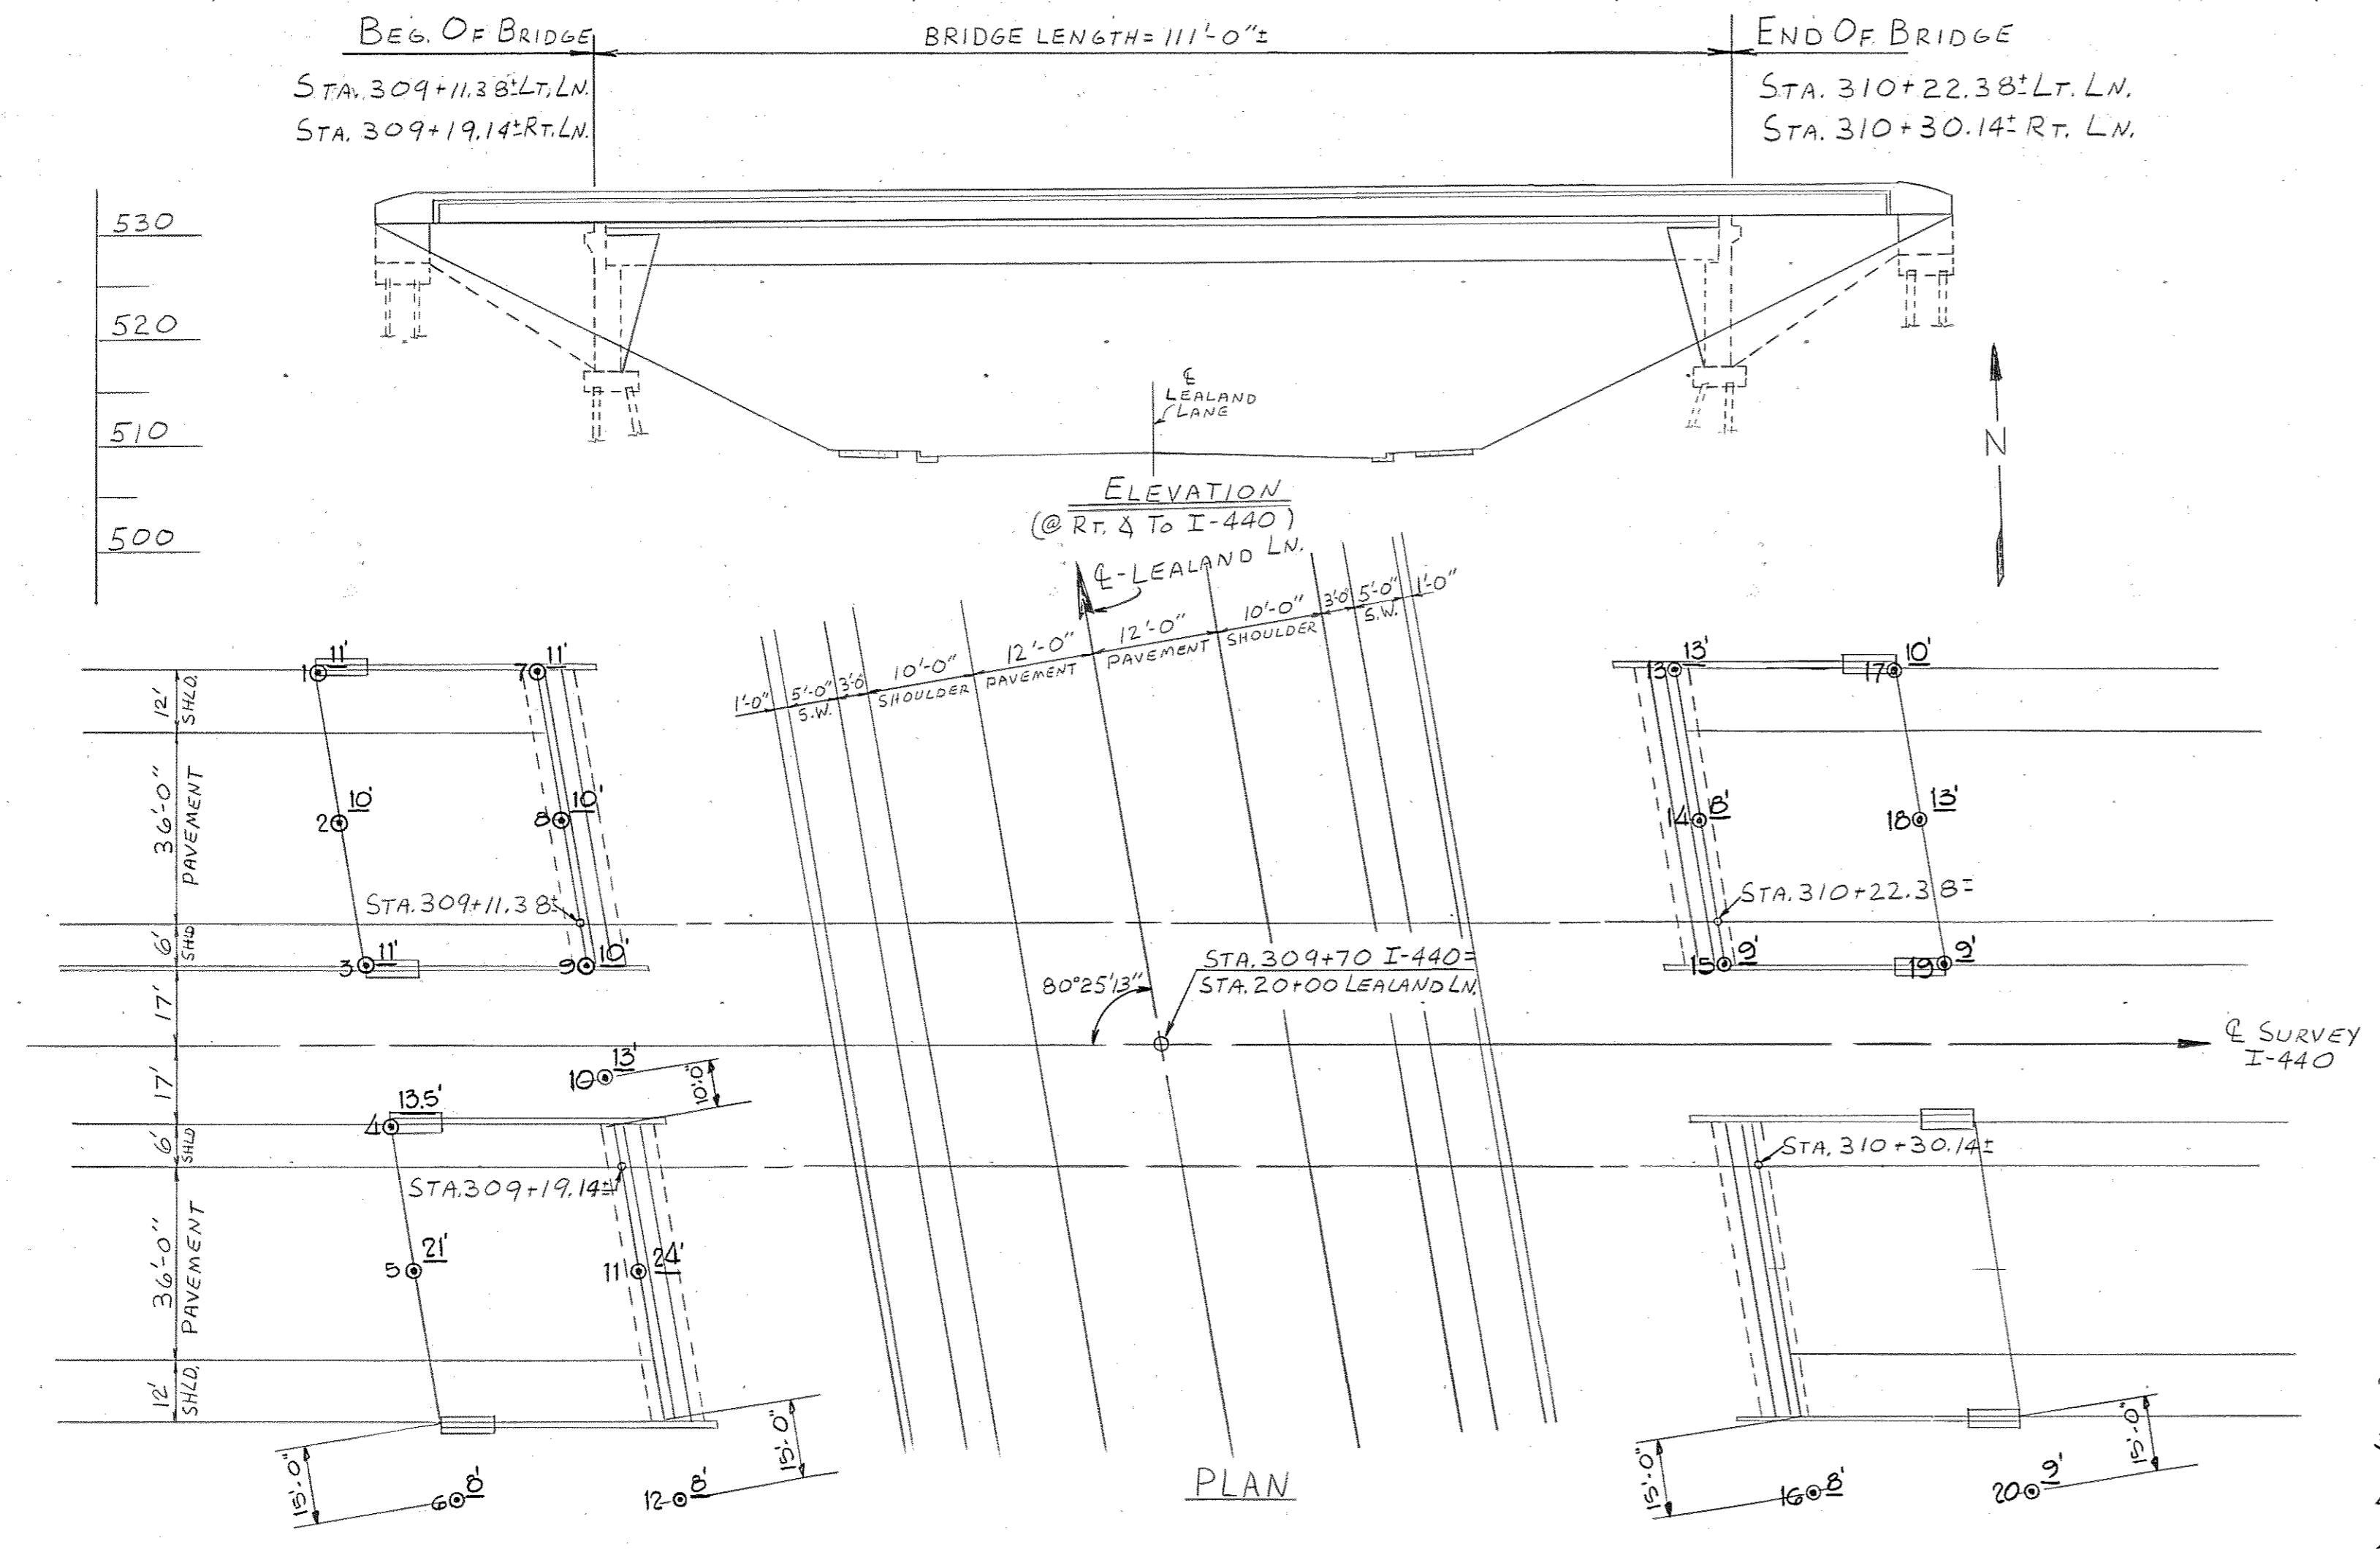 BEG. OF BRIDGE
BRIDGE LENGTH = 111'-0"±
END OF BRIDGE
STA. 309+11.38± LT. LN.
STA. 309+19.14± RT. LN.
STA. 310+22.38± LT. LN.
STA. 310+30.14± RT. LN.
530
520
510
500
℄
LEALAND
LANE
N
ELEVATION
(@ RT. ∠ TO I-440)
℄-LEALAND LN.
1'-0" 5'-0" 3'-0" 10'-0" 12'-0" 12'-0" 10'-0" 3'-0" 5'-0" 1'-0"
S.W. SHOULDER PAVEMENT PAVEMENT SHOULDER S.W.
1 11'
7 11'
13 13'
17 10'
12' SHLD.
36'-0" PAVEMENT
2 10'
8 10'
14 8'
18 13'
STA. 309+11.38±
STA. 310+22.38±
6' SHD
3 11'
9 10'
15 9'
19 9'
17'
80°25'13"
STA. 309+70 I-440=
STA. 20+00 LEALAND LN.
℄ SURVEY
I-440
17'
10 13'
10'-0"
4 13.5'
6' SHLD
STA. 309+19.14±
STA. 310+30.14±
36'-0" PAVEMENT
5 21'
11 24'
12' SHLD.
15'-0"
6 8'
12 8'
15'-0"
PLAN
15'-0"
16 8'
20 9'
15'-0"